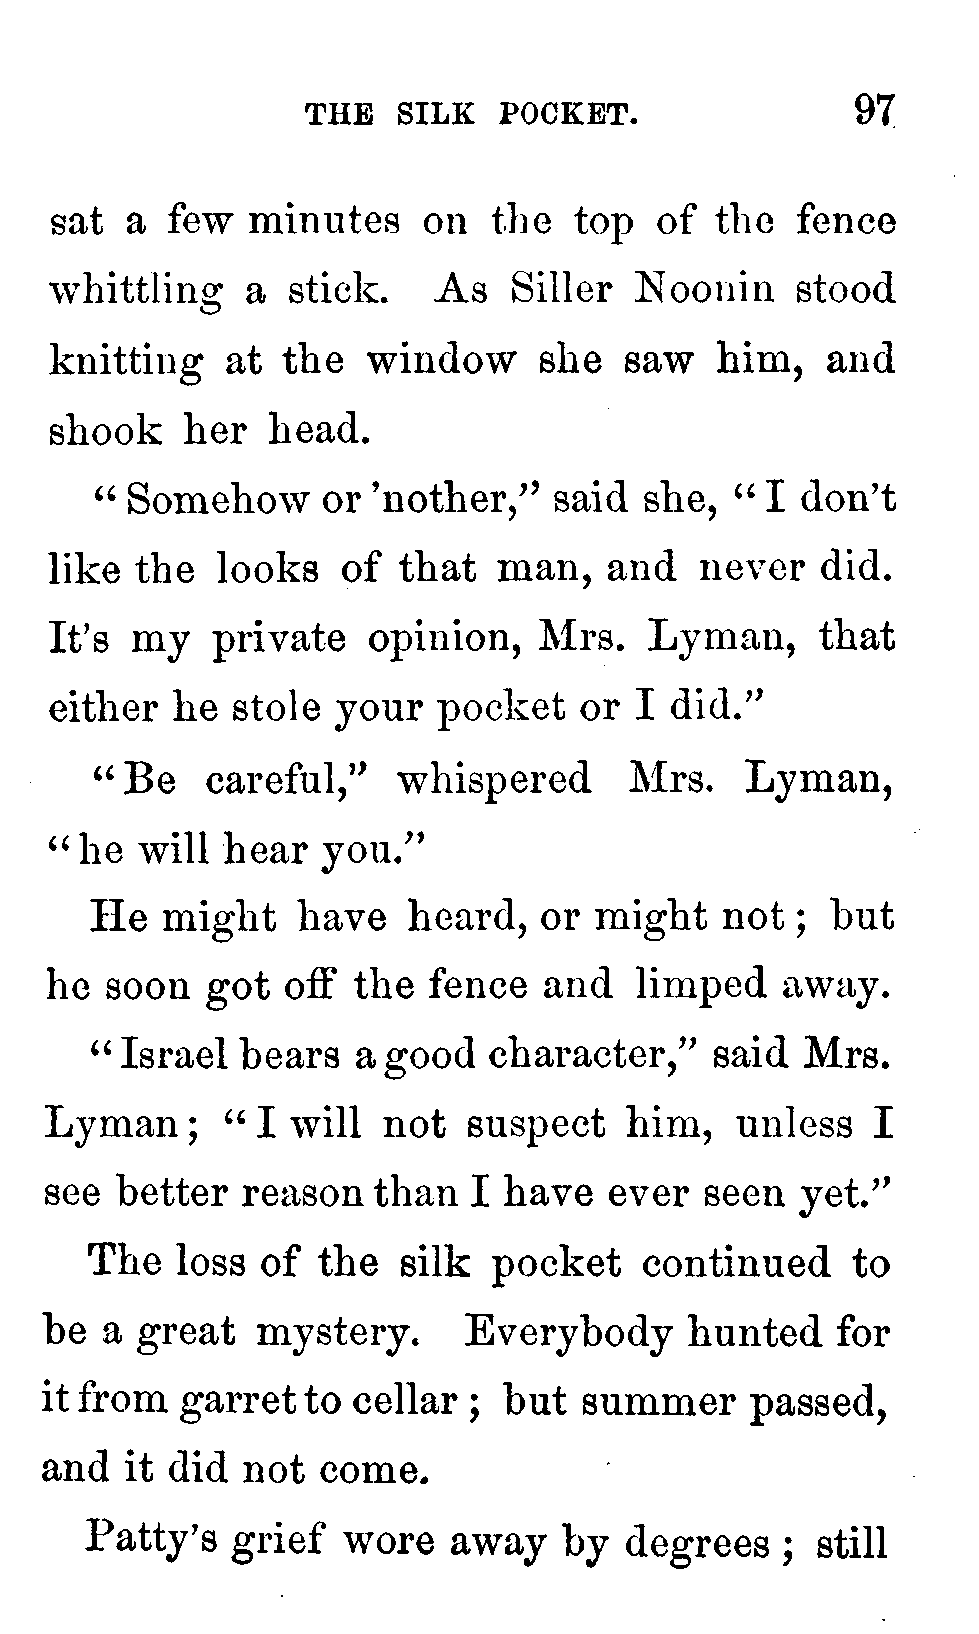 THE SILK POCKET. 97
sat a few minutes on the top of the fence
whittling a stick. As Siller Noonin stood
knitting at the window she saw him, and
shook her head.
“Somehow or ’nother,” said she, “I don’t
like the looks of that man, and never did.
It’s my private opinion, Mrs. Lyman, that
either he stole your pocket or I did.”
“Be careful,” whispered Mrs. Lyman,
“he will hear you.”
He might have heard, or might not; but
he soon got off the fence and limped away.
“Israel bears a good character,” said Mrs.
Lyman; “I will not suspect him, unless I
see better reason than I have ever seen yet.”
The loss of the silk pocket continued to
be a great mystery. Everybody hunted for
it from garret to cellar; but summer passed,
and it did not come.
Patty’s grief wore away by degrees; still